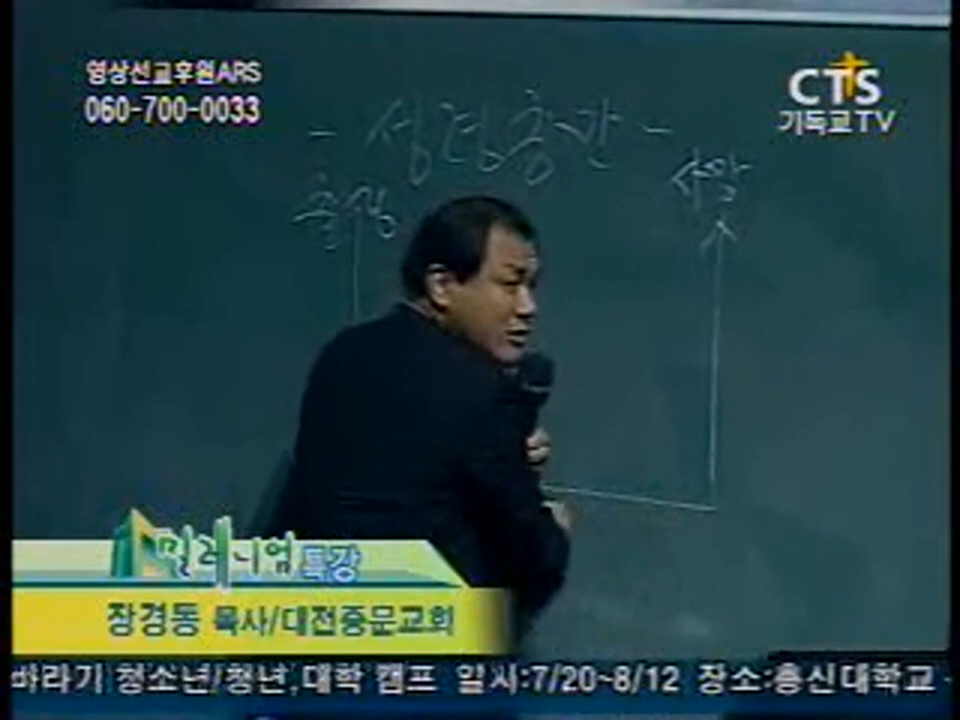 영상선교후원ARS
060-700-0033
CTS
기독교TV
- 성경총관 -
출생
사망
밀레니엄 특강
장경동 목사/대전중문교회
바라기 청소년/청년,대학 캠프 일시:7/20~8/12 장소:총신대학교